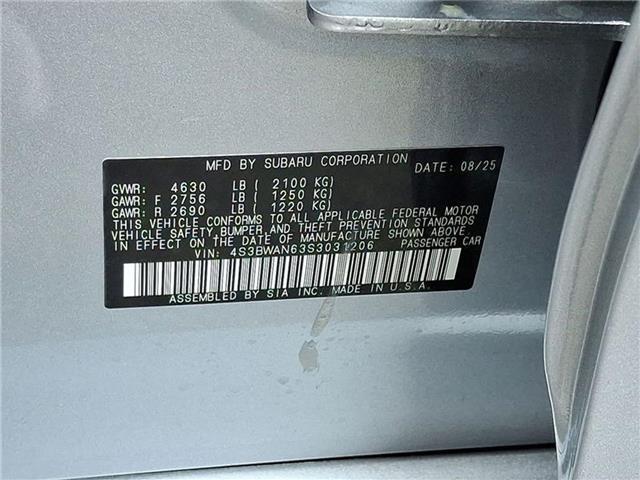 MFD BY SUBARU CORPORATION DATE: 08/25
GVWR: 4630 LB ( 2100 KG)
GAWR: F 2756 LB ( 1250 KG)
GAWR: R 2690 LB ( 1220 KG)
THIS VEHICLE CONFORMS TO ALL APPLICABLE FEDERAL MOTOR
VEHICLE SAFETY, BUMPER, AND THEFT PREVENTION STANDARDS
IN EFFECT ON THE DATE OF MANUFACTURE SHOWN ABOVE.
VIN: 4S3BWAN63S3031206 PASSENGER CAR
ASSEMBLED BY SIA INC. MADE IN U.S.A.